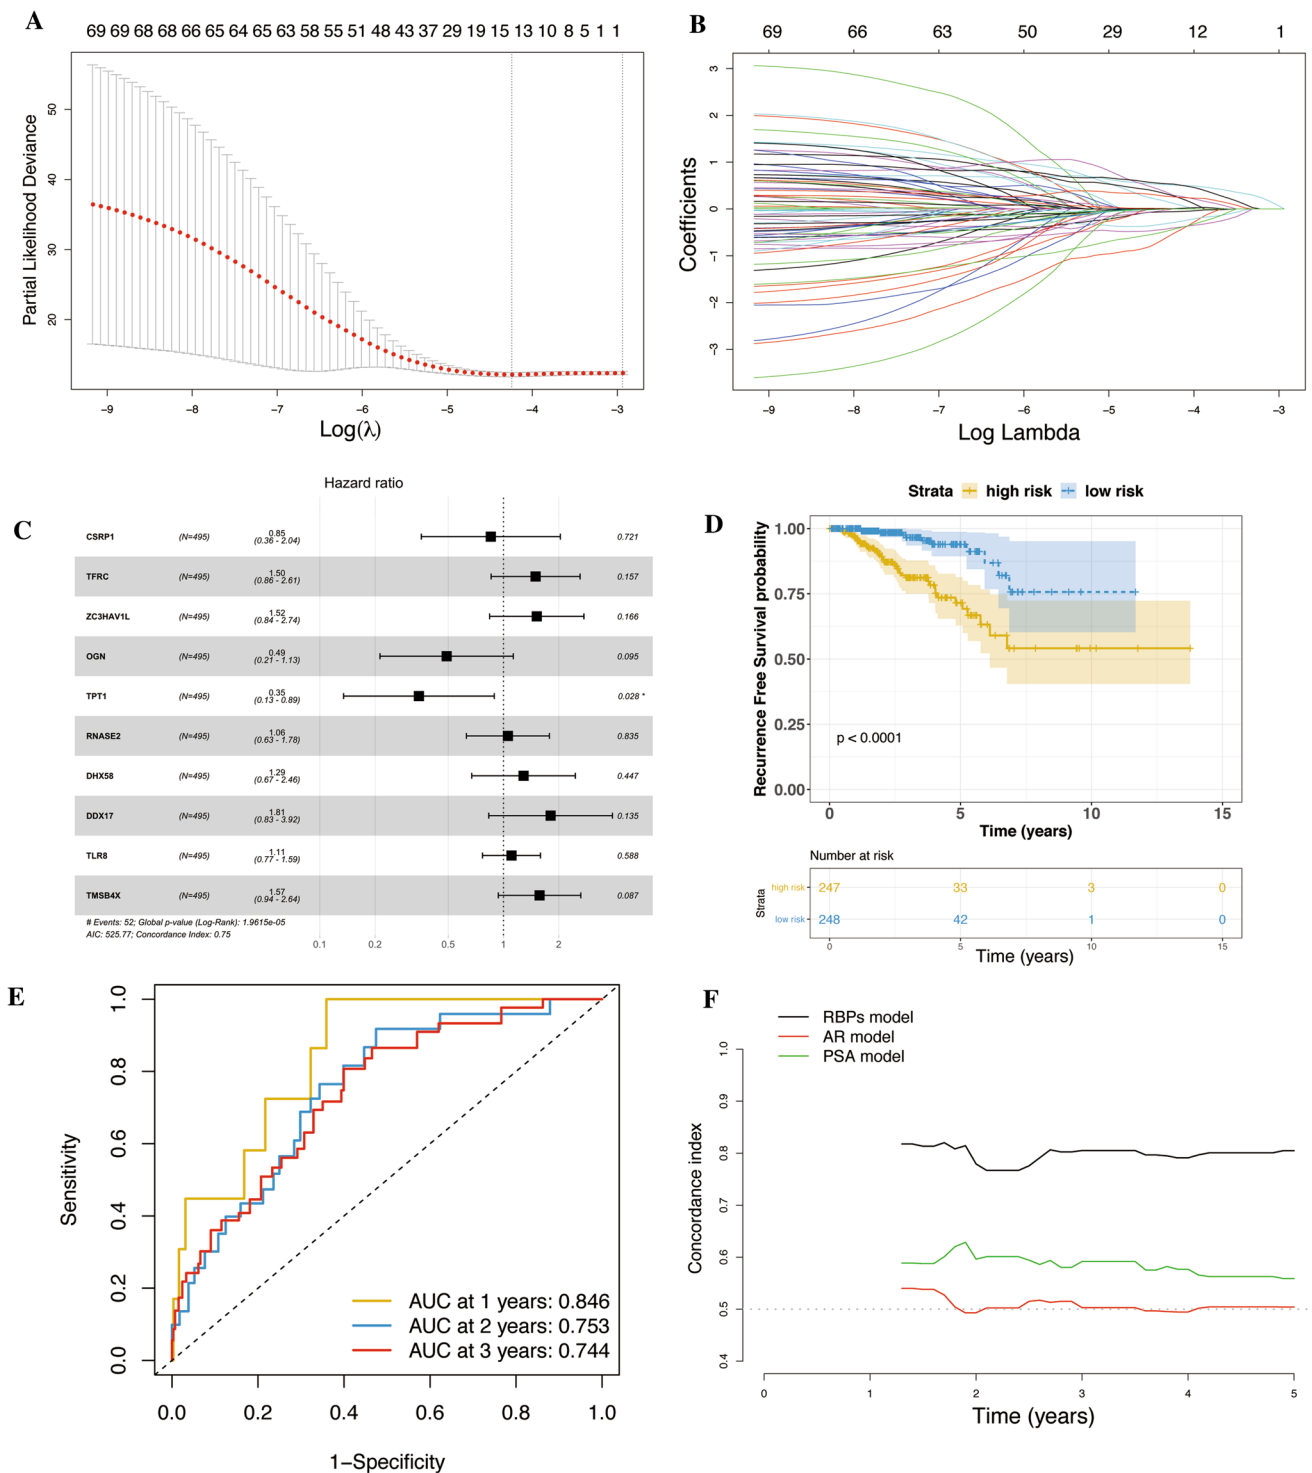 A
69 69 68 68 66 65 64 65 63 58 55 51 48 43 37 29 19 15 13 10 8 5 1 1
Partial Likelihood Deviance
50
40
30
20
−9 −8 −7 −6 −5 −4 −3
Log(λ)
B
69 66 63 50 29 12 1
Coefficients
3
2
1
0
−1
−2
−3
−9 −8 −7 −6 −5 −4 −3
Log Lambda
C
Hazard ratio
CSRP1 (N=495) 0.85 (0.36 - 2.04) 0.721
TFRC (N=495) 1.50 (0.86 - 2.61) 0.157
ZC3HAV1L (N=495) 1.52 (0.84 - 2.74) 0.166
OGN (N=495) 0.49 (0.21 - 1.13) 0.095
TPT1 (N=495) 0.35 (0.13 - 0.89) 0.028 *
RNASE2 (N=495) 1.06 (0.63 - 1.78) 0.835
DHX58 (N=495) 1.29 (0.67 - 2.46) 0.447
DDX17 (N=495) 1.81 (0.83 - 3.92) 0.135
TLR8 (N=495) 1.11 (0.77 - 1.59) 0.588
TMSB4X (N=495) 1.57 (0.94 - 2.64) 0.087
# Events: 52; Global p-value (Log-Rank): 1.9615e-05
AIC: 525.77; Concordance Index: 0.75
0.1 0.2 0.5 1 2
D
Strata high risk low risk
Recurrence Free Survival probability
1.00
0.75
0.50
0.25
0.00
p < 0.0001
0 5 10 15
Time (years)
Number at risk
Strata
high risk 247 33 3 0
low risk 248 42 1 0
0 5 10 15
Time (years)
E
Sensitivity
1.0
0.8
0.6
0.4
0.2
0.0
AUC at 1 years: 0.846
AUC at 2 years: 0.753
AUC at 3 years: 0.744
0.0 0.2 0.4 0.6 0.8 1.0
1−Specificity
F
RBPs model
AR model
PSA model
Concordance index
1.0
0.9
0.8
0.7
0.6
0.5
0.4
0 1 2 3 4 5
Time (years)